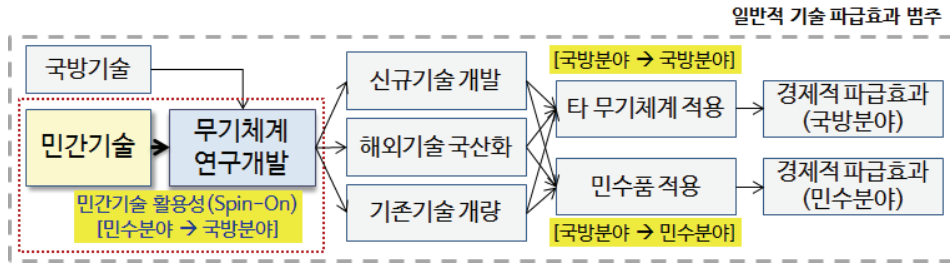 일반적 기술 파급효과 범주
국방기술
민간기술
무기체계
연구개발
민간기술 활용성(Spin-On)
[민수분야 → 국방분야]
신규기술 개발
해외기술 국산화
기존기술 개량
[국방분야 → 국방분야]
타 무기체계 적용
민수품 적용
[국방분야 → 민수분야]
경제적 파급효과
(국방분야)
경제적 파급효과
(민수분야)